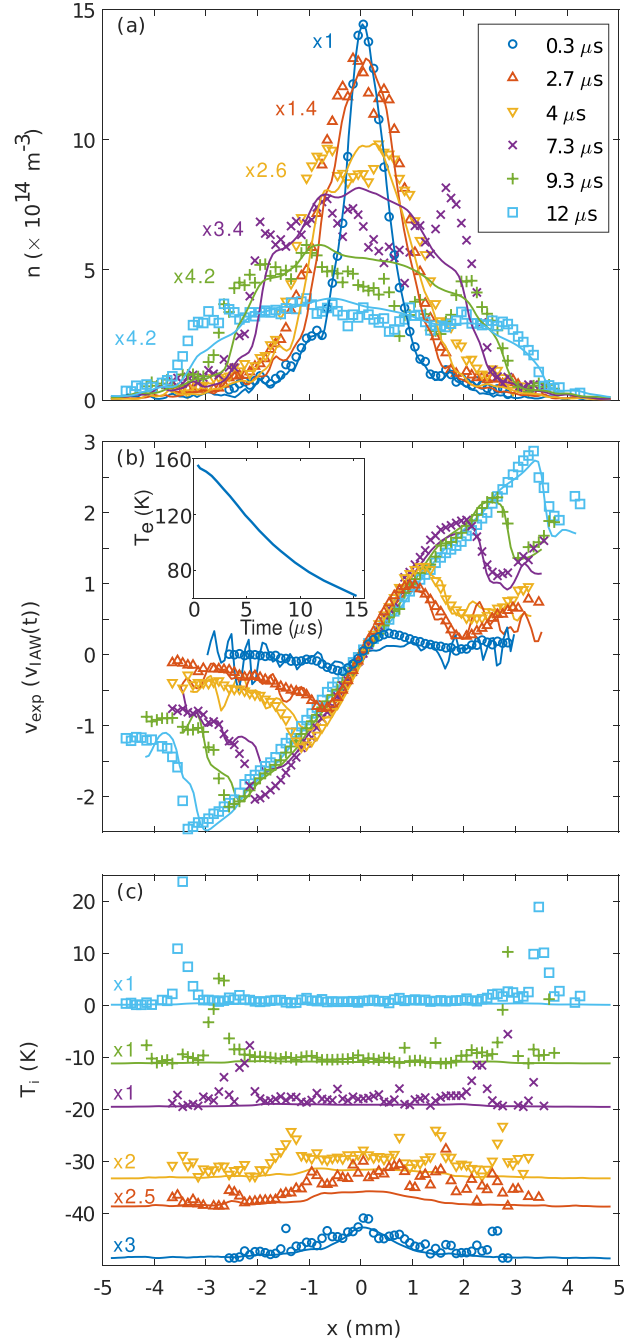 (a)
15
10
5
0
n (× 10^14 m^-3)
x1
x1.4
x2.6
x3.4
x4.2
x4.2
0.3 μs
2.7 μs
4 μs
7.3 μs
9.3 μs
12 μs
(b)
3
2
1
0
-1
-2
v_exp (v_IAW(t))
160
120
80
T_e (K)
0 5 10 15
Time (μs)
(c)
20
10
0
-10
-20
-30
-40
T_i (K)
x1
x1
x1
x2
x2.5
x3
-5 -4 -3 -2 -1 0 1 2 3 4 5
x (mm)